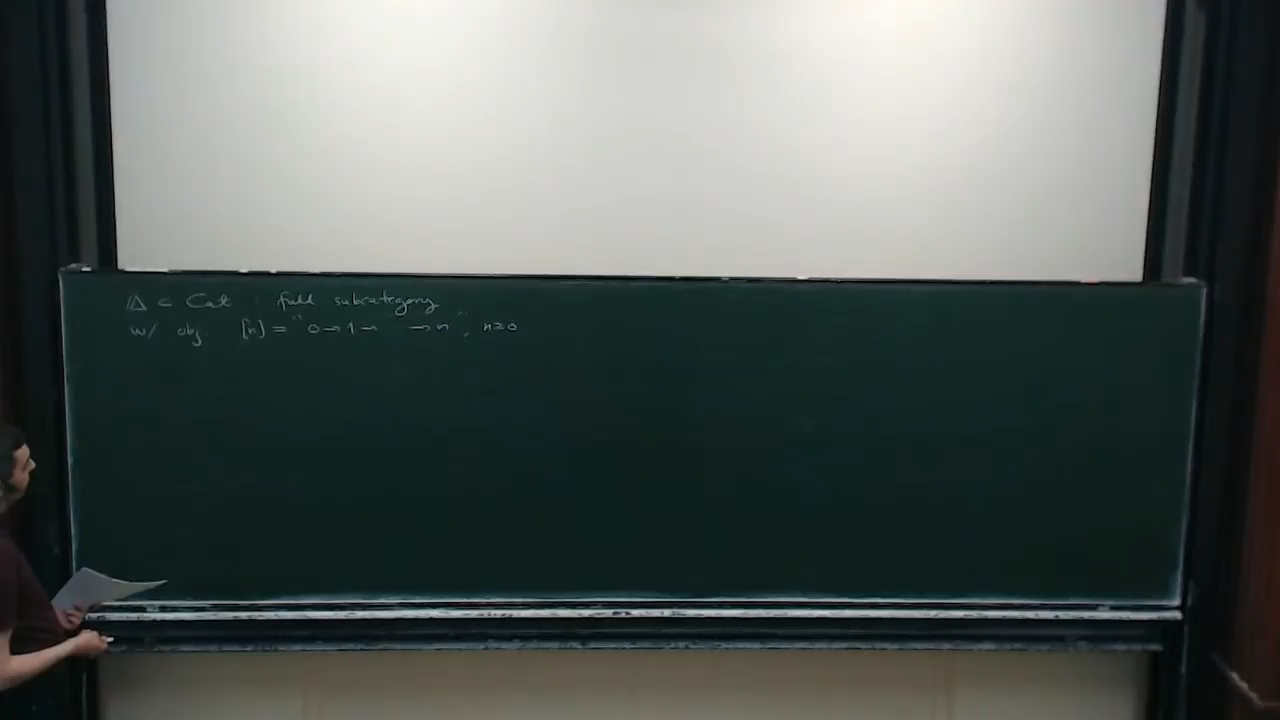 Δ ⊂ Cat : full subcategory
w/ obj. [n] = "0 → 1 → → n", n ≥ 0